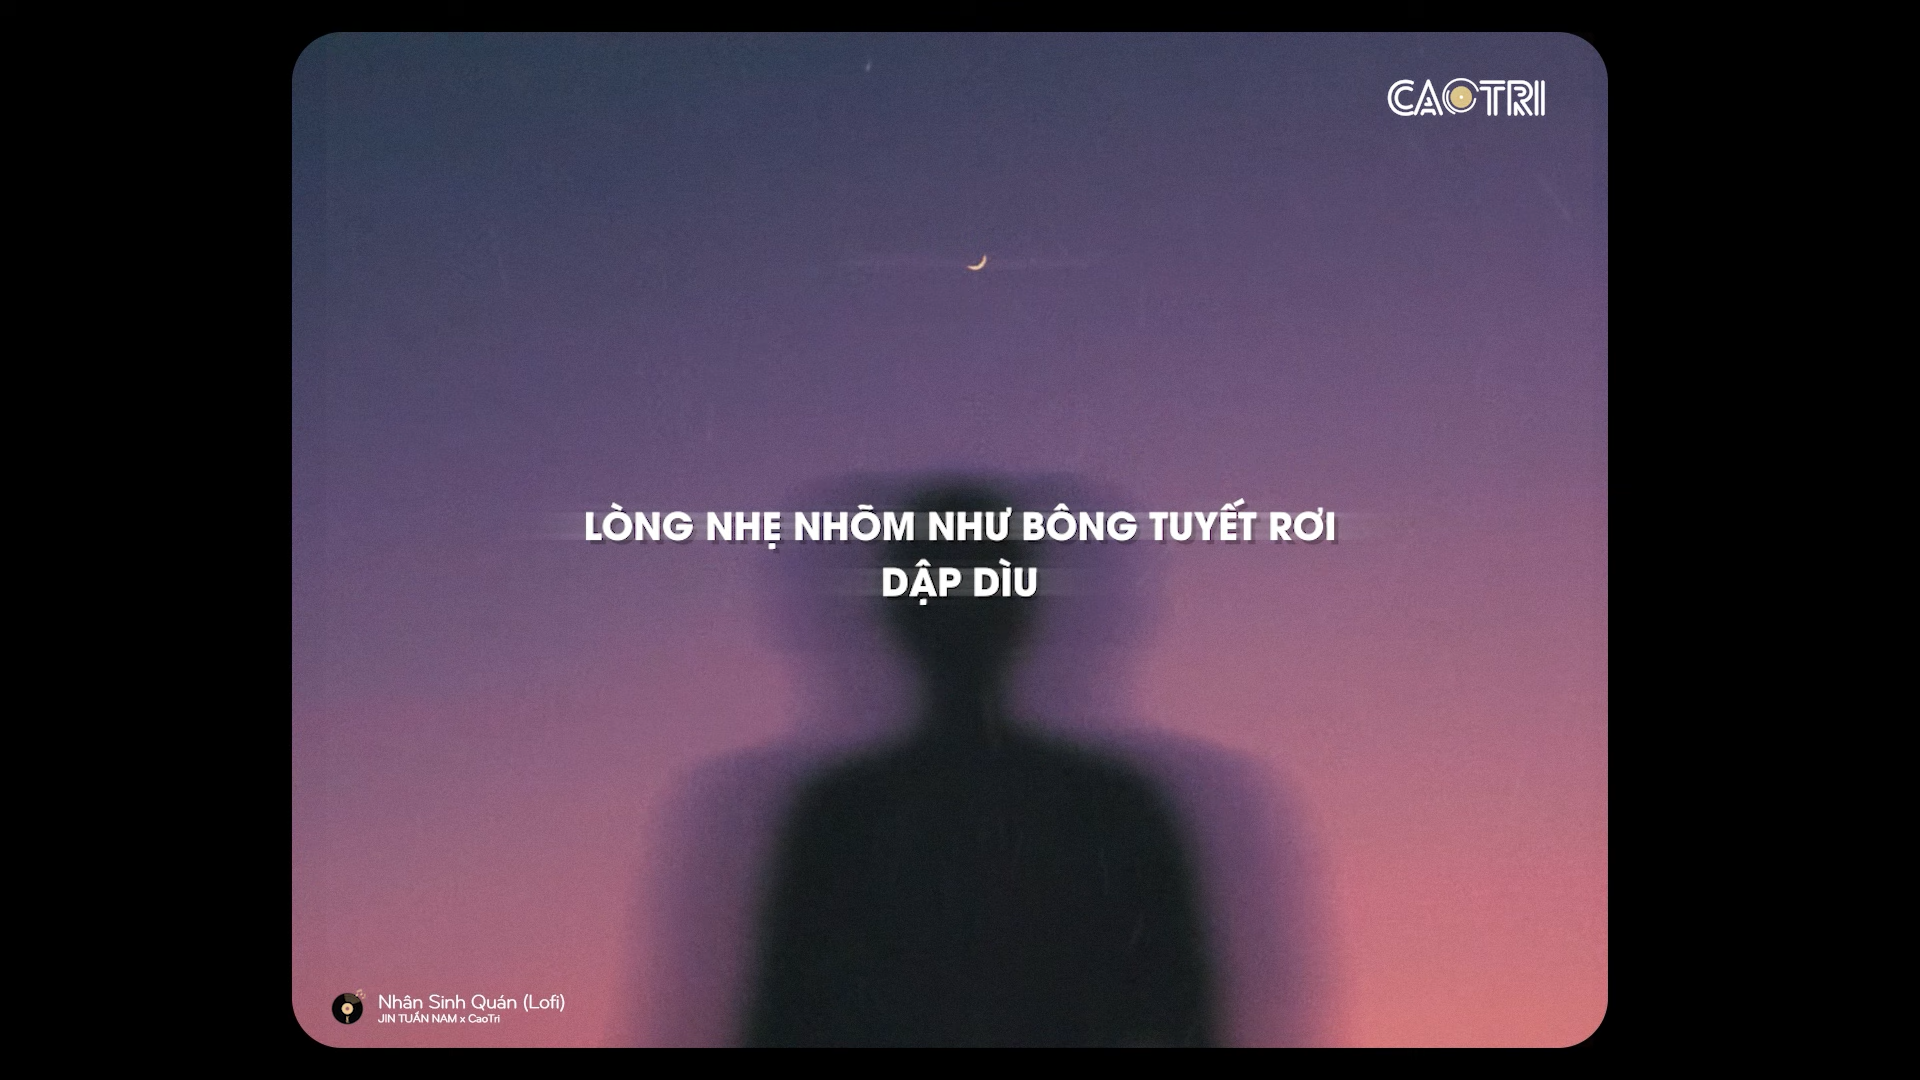 CAOTRI
LÒNG NHẸ NHÕM NHƯ BÔNG TUYẾT RƠI
DẬP DÌU
Nhân Sinh Quán (Lofi)
JIN TUẤN NAM x CaoTri